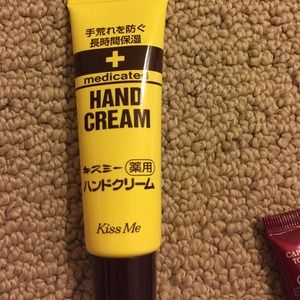 手荒れを防ぐ
長時間保湿
medicated
HAND
CREAM
キスミー 薬用
ハンドクリーム
Kiss Me